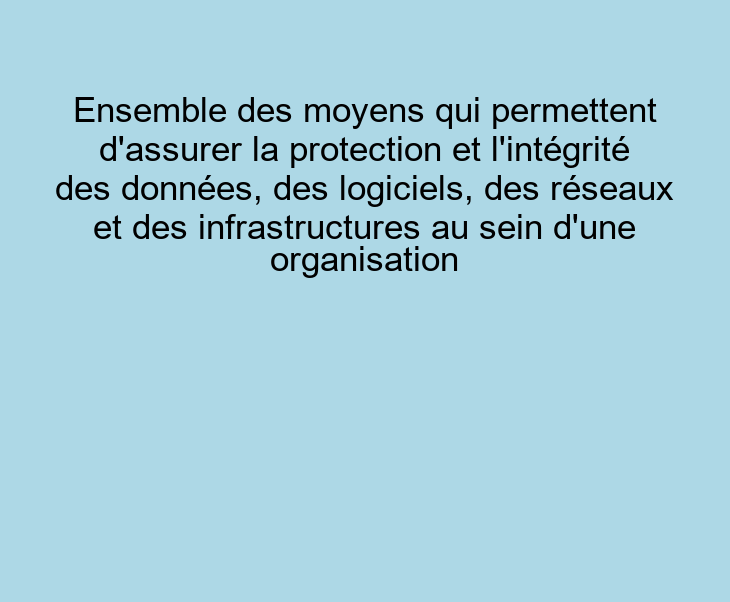 Ensemble des moyens qui permettent
d'assurer la protection et l'intégrité
des données, des logiciels, des réseaux
et des infrastructures au sein d'une
organisation